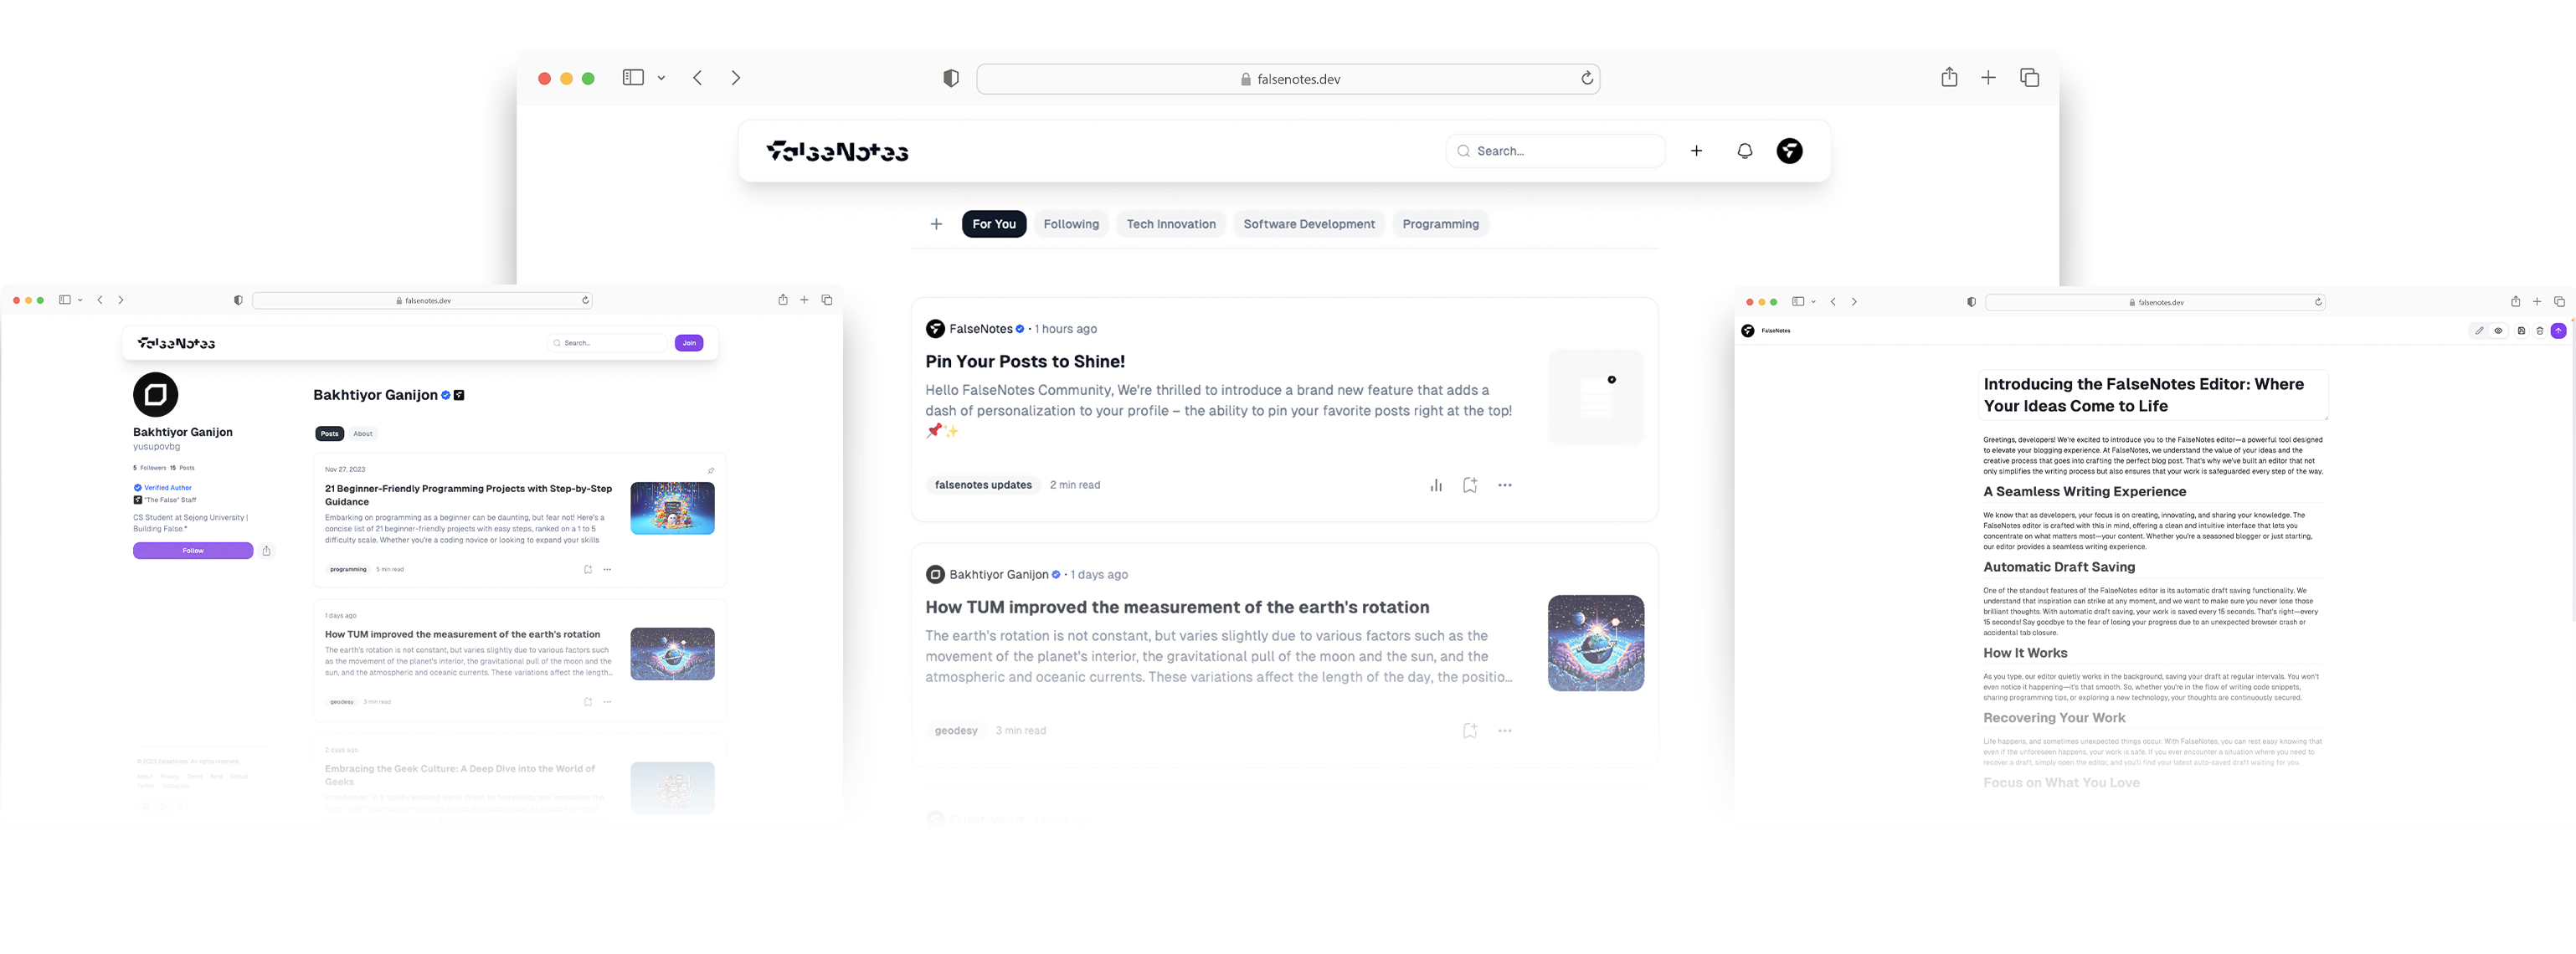 falsenotes.dev
FalseNotes
Search...
For You
Following
Tech Innovation
Software Development
Programming
FalseNotes · 1 hours ago
Pin Your Posts to Shine!
Hello FalseNotes Community, We're thrilled to introduce a brand new feature that adds a
dash of personalization to your profile – the ability to pin your favorite posts right at the top!
📌✨
falsenotes updates
2 min read
Bakhtiyor Ganijon · 1 days ago
How TUM improved the measurement of the earth's rotation
The earth's rotation is not constant, but varies slightly due to various factors such as the
movement of the planet's interior, the gravitational pull of the moon and the sun, and the
atmospheric and oceanic currents. These variations affect the length of the day, the positio...
geodesy
3 min read
FalseNotes
falsenotes.dev
FalseNotes
Search..
Join
Bakhtiyor Ganijon
yusupovbg
5 Followers 15 Posts
Verified Author
"The False" Staff
CS Student at Sejong University |
Building False.*
Follow
© 2023 FalseNotes. All rights reserved.
About Privacy Terms Beta GitHub
Twitter Instagram
Bakhtiyor Ganijon
Posts
About
Nov 27, 2023
21 Beginner-Friendly Programming Projects with Step-by-Step
Guidance
Embarking on programming as a beginner can be daunting, but fear not! Here's a
concise list of 21 beginner-friendly projects with easy steps, ranked on a 1 to 5
difficulty scale. Whether you're a coding novice or looking to expand your skills
programming
5 min read
1 days ago
How TUM improved the measurement of the earth's rotation
The earth's rotation is not constant, but varies slightly due to various factors such
as the movement of the planet's interior, the gravitational pull of the moon and the
sun, and the atmospheric and oceanic currents. These variations affect the length...
geodesy
3 min read
2 days ago
Embracing the Geek Culture: A Deep Dive into the World of
Geeks
falsenotes.dev
FalseNotes
Introducing the FalseNotes Editor: Where
Your Ideas Come to Life
Greetings, developers! We're excited to introduce you to the FalseNotes editor—a powerful tool designed
to elevate your blogging experience. At FalseNotes, we understand the value of your ideas and the
creative process that goes into crafting the perfect blog post. That's why we've built an editor that not
only simplifies the writing process but also ensures that your work is safeguarded every step of the way.
A Seamless Writing Experience
We know that as developers, your focus is on creating, innovating, and sharing your knowledge. The
FalseNotes editor is crafted with this in mind, offering a clean and intuitive interface that lets you
concentrate on what matters most—your content. Whether you're a seasoned blogger or just starting,
our editor provides a seamless writing experience.
Automatic Draft Saving
One of the standout features of the FalseNotes editor is its automatic draft saving functionality. We
understand that inspiration can strike at any moment, and we want to make sure you never lose those
brilliant thoughts. With automatic draft saving, your work is saved every 15 seconds. That's right—every
15 seconds! Say goodbye to the fear of losing your progress due to an unexpected browser crash or
accidental tab closure.
How It Works
As you type, our editor quietly works in the background, saving your draft at regular intervals. You won't
even notice it happening—it's that smooth. So, whether you're in the flow of writing code snippets,
sharing programming tips, or exploring a new technology, your thoughts are continuously secured.
Recovering Your Work
Life happens, and sometimes unexpected things occur. With FalseNotes, you can rest easy knowing that
even if the unforeseen happens, your work is safe. If you ever encounter a situation where you need to
recover a draft, simply open the editor, and you'll find your latest auto-saved draft waiting for you.
Focus on What You Love